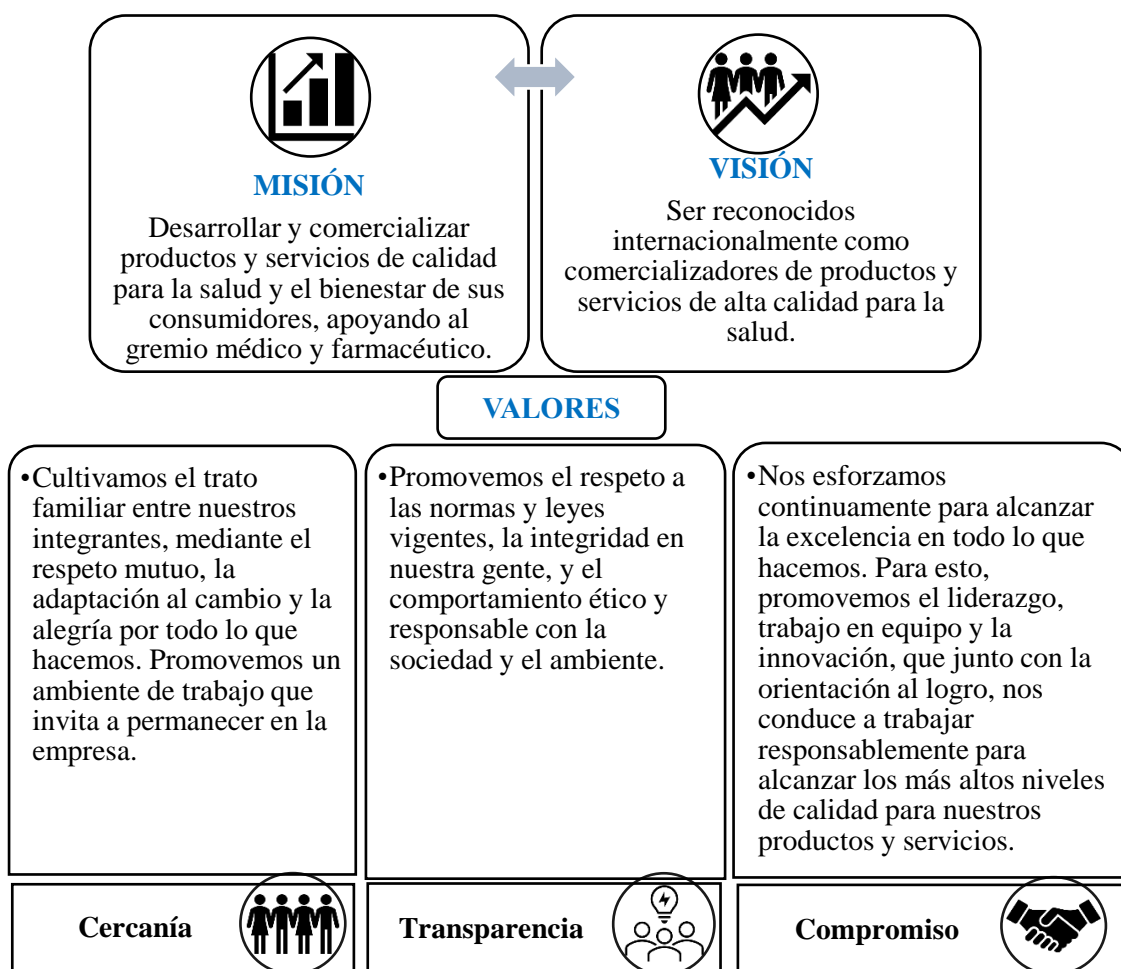 MISIÓN
Desarrollar y comercializar
productos y servicios de calidad
para la salud y el bienestar de sus
consumidores, apoyando al
gremio médico y farmacéutico.
VISIÓN
Ser reconocidos
internacionalmente como
comercializadores de productos y
servicios de alta calidad para la
salud.
VALORES
•Cultivamos el trato
familiar entre nuestros
integrantes, mediante el
respeto mutuo, la
adaptación al cambio y la
alegría por todo lo que
hacemos. Promovemos un
ambiente de trabajo que
invita a permanecer en la
empresa.
Cercanía
•Promovemos el respeto a
las normas y leyes
vigentes, la integridad en
nuestra gente, y el
comportamiento ético y
responsable con la
sociedad y el ambiente.
Transparencia
•Nos esforzamos
continuamente para alcanzar
la excelencia en todo lo que
hacemos. Para esto,
promovemos el liderazgo,
trabajo en equipo y la
innovación, que junto con la
orientación al logro, nos
conduce a trabajar
responsablemente para
alcanzar los más altos niveles
de calidad para nuestros
productos y servicios.
Compromiso